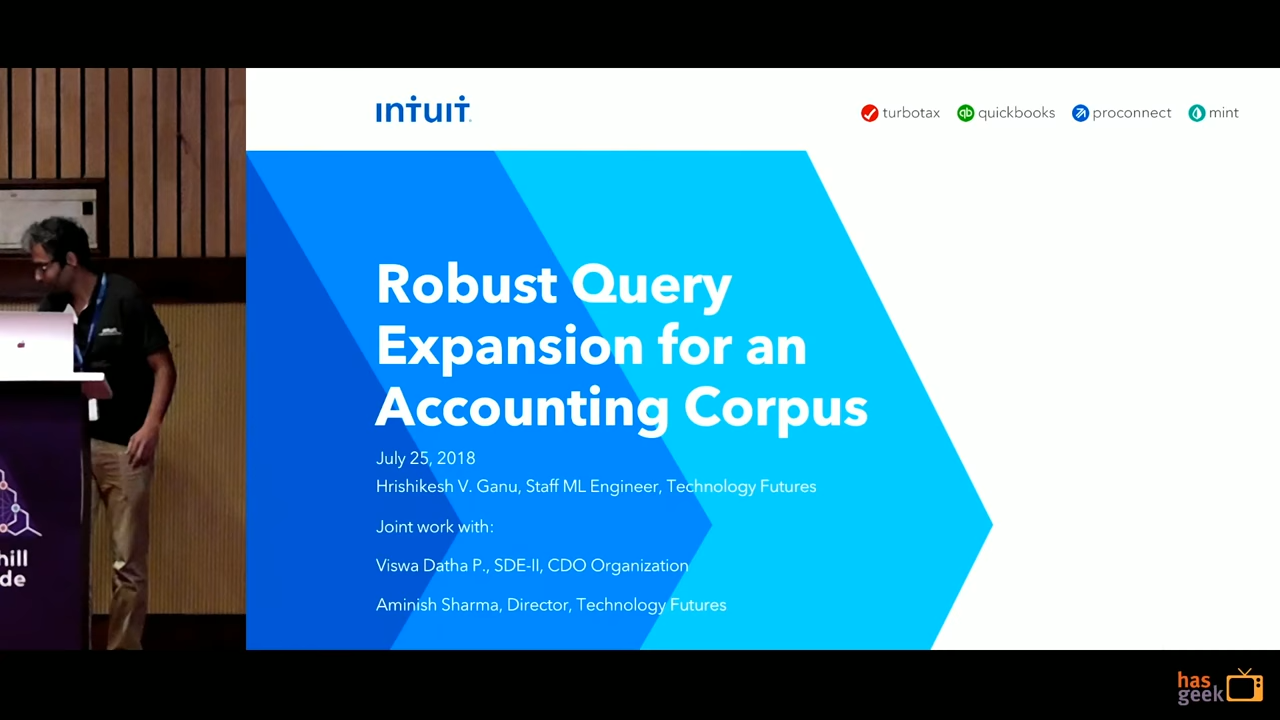 intuit.
turbotax
qb quickbooks
proconnect
mint
Robust Query
Expansion for an
Accounting Corpus
July 25, 2018
Hrishikesh V. Ganu, Staff ML Engineer, Technology Futures
Joint work with:
Viswa Datha P., SDE-II, CDO Organization
Aminish Sharma, Director, Technology Futures
hill
de
has
geek